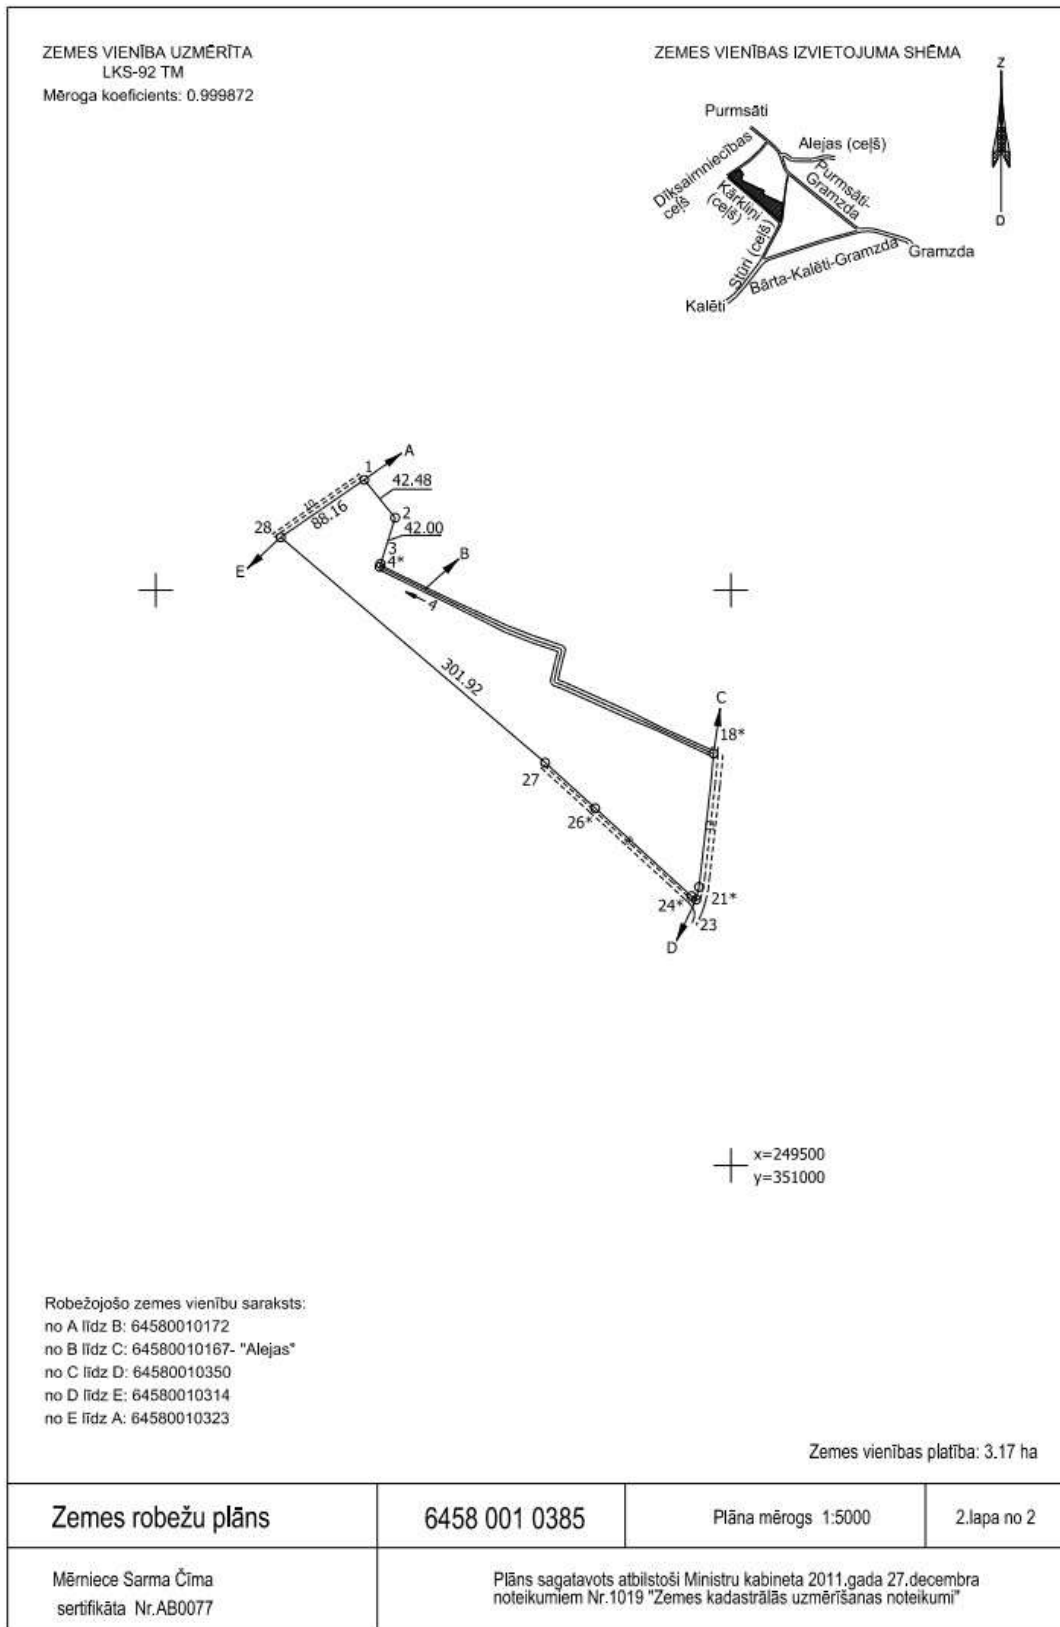 ZEMES VIENĪBA UZMĒRĪTA
LKS-92 TM
Mēroga koeficients: 0.999872
ZEMES VIENĪBAS IZVIETOJUMA SHĒMA
Z
D
Purmsāti
Alejas (ceļš)
Dīķsaimniecības
ceļš
Kārkliņi
(ceļš)
Purmsāti-
Gramzda
Stūri (ceļš)
Bārta-Kalēti-Gramzda
Gramzda
Kalēti
A
1
42.48
2
88.16
28
42.00
3
4*
B
E
4
301.92
C
18*
27
26*
24*
21*
23
D
x=249500
y=351000
Robežojošo zemes vienību saraksts:
no A līdz B: 64580010172
no B līdz C: 64580010167- "Alejas"
no C līdz D: 64580010350
no D līdz E: 64580010314
no E līdz A: 64580010323
Zemes vienības platība: 3.17 ha
Zemes robežu plāns
6458 001 0385
Plāna mērogs 1:5000
2.lapa no 2
Mērniece Sarma Čīma
sertifikāta Nr.AB0077
Plāns sagatavots atbilstoši Ministru kabineta 2011.gada 27.decembra
noteikumiem Nr.1019 "Zemes kadastrālās uzmērīšanas noteikumi"